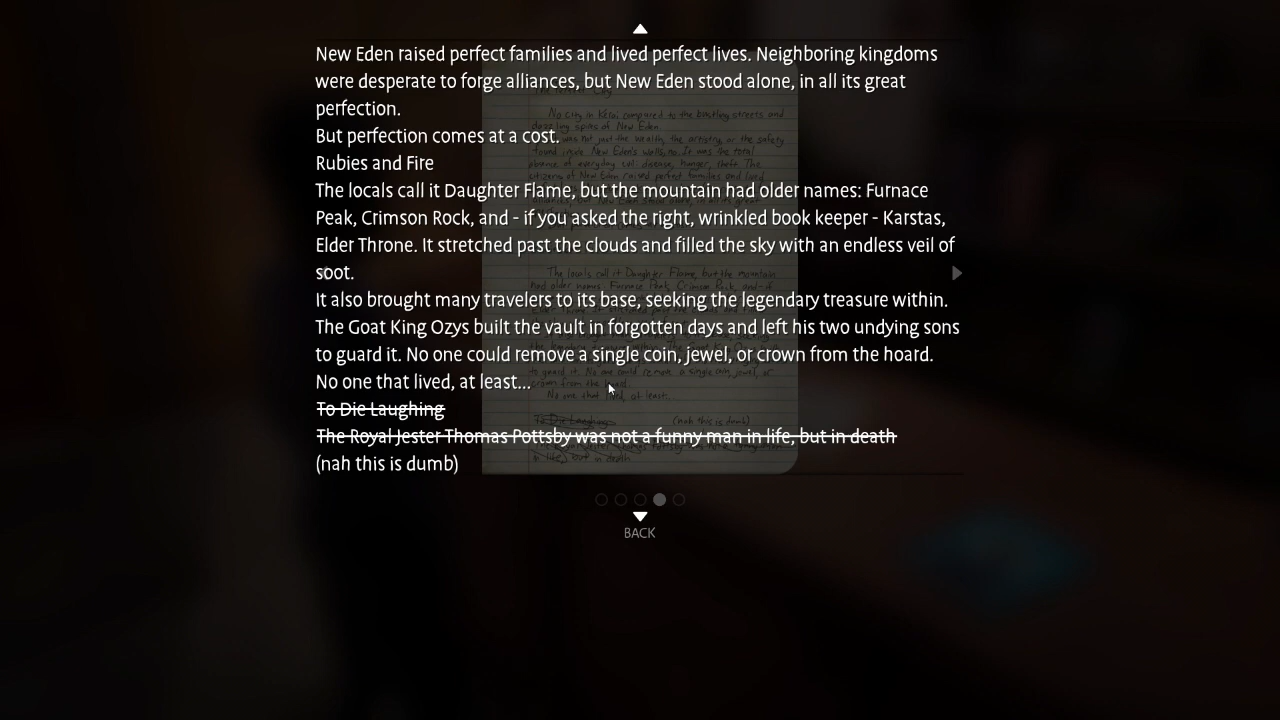 New Eden raised perfect families and lived perfect lives. Neighboring kingdoms
were desperate to forge alliances, but New Eden stood alone, in all its great
perfection.
But perfection comes at a cost.
Rubies and Fire
The locals call it Daughter Flame, but the mountain had older names: Furnace
Peak, Crimson Rock, and - if you asked the right, wrinkled book keeper - Karstas,
Elder Throne. It stretched past the clouds and filled the sky with an endless veil of
soot.
It also brought many travelers to its base, seeking the legendary treasure within.
The Goat King Ozys built the vault in forgotten days and left his two undying sons
to guard it. No one could remove a single coin, jewel, or crown from the hoard.
No one that lived, at least...
To Die Laughing
The Royal Jester Thomas Pottsby was not a funny man in life, but in death
(nah this is dumb)
BACK